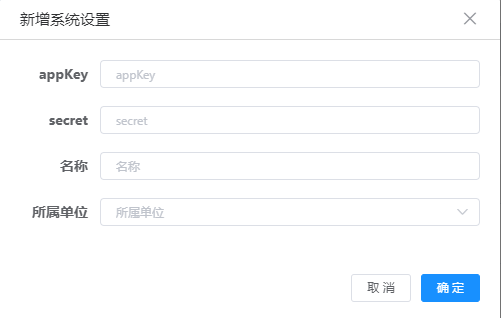 新增系统设置
appKey appKey
secret secret
名称 名称
所属单位 所属单位
取消 确定